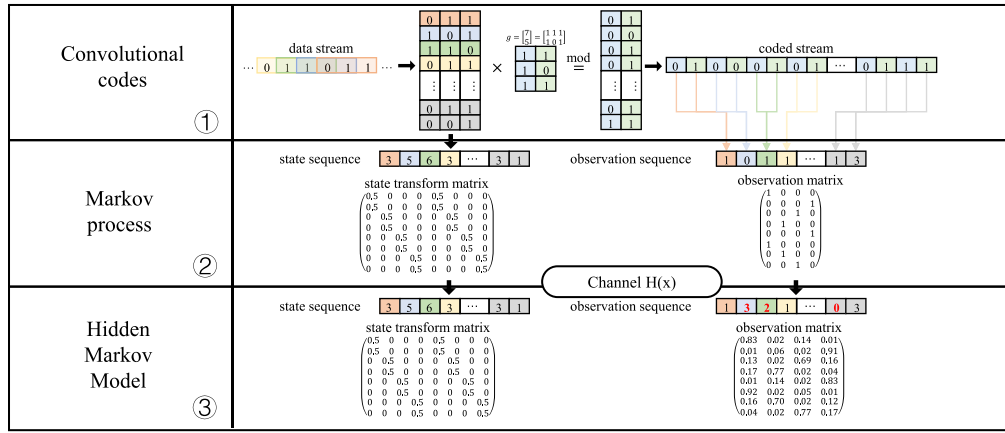 Convolutional
codes
①
data stream
··· 0 1 1 0 1 1 ···
0 1 1
1 0 1
1 1 0
0 1 1
⋮ ⋮ ⋮
0 1 1
0 0 1
×
g = [7 5] = [1 1 1 1 0 1]
1 1
1 0
1 1
mod
=
0 1
0 0
0 1
0 1
⋮ ⋮
0 1
1 1
coded stream
0 1 0 0 0 1 0 1 ··· 0 1 1 1
Markov
process
②
state sequence 3 5 6 3 ··· 3 1
state transform matrix
0.5 0 0 0 0.5 0 0 0
0.5 0 0 0 0.5 0 0 0
0 0.5 0 0 0 0.5 0 0
0 0.5 0 0 0 0.5 0 0
0 0 0.5 0 0 0 0.5 0
0 0 0.5 0 0 0 0.5 0
0 0 0 0.5 0 0 0 0.5
0 0 0 0.5 0 0 0 0.5
observation sequence 1 0 1 1 ··· 1 3
observation matrix
1 0 0 0
0 0 0 1
0 0 1 0
0 1 0 0
0 0 0 1
1 0 0 0
0 1 0 0
0 0 1 0
Channel H(x)
Hidden
Markov
Model
③
state sequence 3 5 6 3 ··· 3 1
state transform matrix
0.5 0 0 0 0.5 0 0 0
0.5 0 0 0 0.5 0 0 0
0 0.5 0 0 0 0.5 0 0
0 0.5 0 0 0 0.5 0 0
0 0 0.5 0 0 0 0.5 0
0 0 0.5 0 0 0 0.5 0
0 0 0 0.5 0 0 0 0.5
0 0 0 0.5 0 0 0 0.5
observation sequence 1 3 2 1 ··· 0 3
observation matrix
0.83 0.02 0.14 0.01
0.01 0.06 0.02 0.91
0.13 0.02 0.69 0.16
0.17 0.77 0.02 0.04
0.01 0.14 0.02 0.83
0.92 0.02 0.05 0.01
0.16 0.70 0.02 0.12
0.04 0.02 0.77 0.17